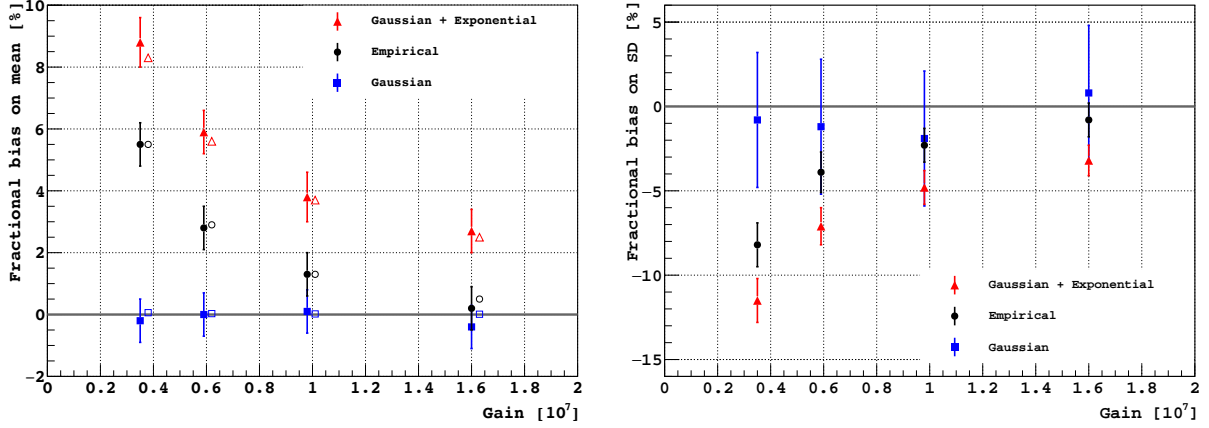 Fractional bias on mean [%]
10
8
6
4
2
0
−2
Gaussian + Exponential
Empirical
Gaussian
0 0.2 0.4 0.6 0.8 1 1.2 1.4 1.6 1.8 2
Gain [10⁷]
Fractional bias on SD [%]
5
0
−5
−10
−15
Gaussian + Exponential
Empirical
Gaussian
0 0.2 0.4 0.6 0.8 1 1.2 1.4 1.6 1.8 2
Gain [10⁷]